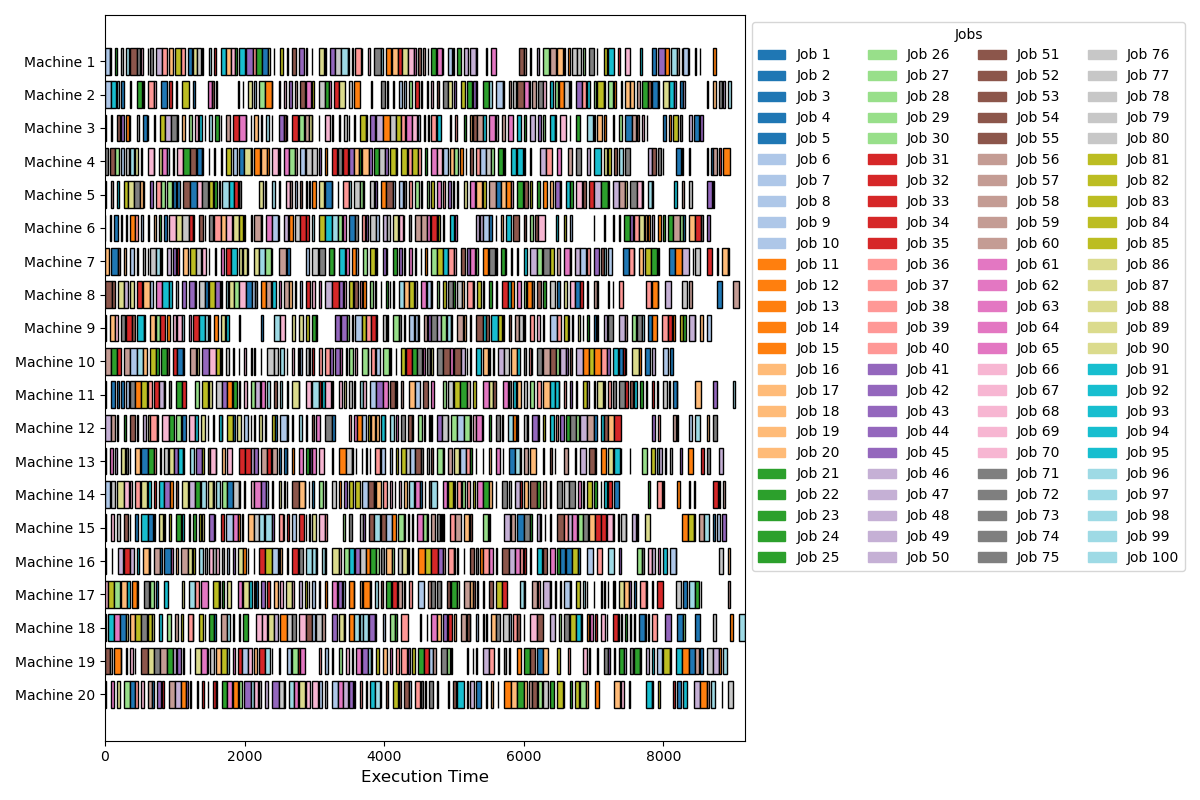 Machine 1
Machine 2
Machine 3
Machine 4
Machine 5
Machine 6
Machine 7
Machine 8
Machine 9
Machine 10
Machine 11
Machine 12
Machine 13
Machine 14
Machine 15
Machine 16
Machine 17
Machine 18
Machine 19
Machine 20
0 2000 4000 6000 8000
Execution Time
Jobs
Job 1 Job 26 Job 51 Job 76
Job 2 Job 27 Job 52 Job 77
Job 3 Job 28 Job 53 Job 78
Job 4 Job 29 Job 54 Job 79
Job 5 Job 30 Job 55 Job 80
Job 6 Job 31 Job 56 Job 81
Job 7 Job 32 Job 57 Job 82
Job 8 Job 33 Job 58 Job 83
Job 9 Job 34 Job 59 Job 84
Job 10 Job 35 Job 60 Job 85
Job 11 Job 36 Job 61 Job 86
Job 12 Job 37 Job 62 Job 87
Job 13 Job 38 Job 63 Job 88
Job 14 Job 39 Job 64 Job 89
Job 15 Job 40 Job 65 Job 90
Job 16 Job 41 Job 66 Job 91
Job 17 Job 42 Job 67 Job 92
Job 18 Job 43 Job 68 Job 93
Job 19 Job 44 Job 69 Job 94
Job 20 Job 45 Job 70 Job 95
Job 21 Job 46 Job 71 Job 96
Job 22 Job 47 Job 72 Job 97
Job 23 Job 48 Job 73 Job 98
Job 24 Job 49 Job 74 Job 99
Job 25 Job 50 Job 75 Job 100